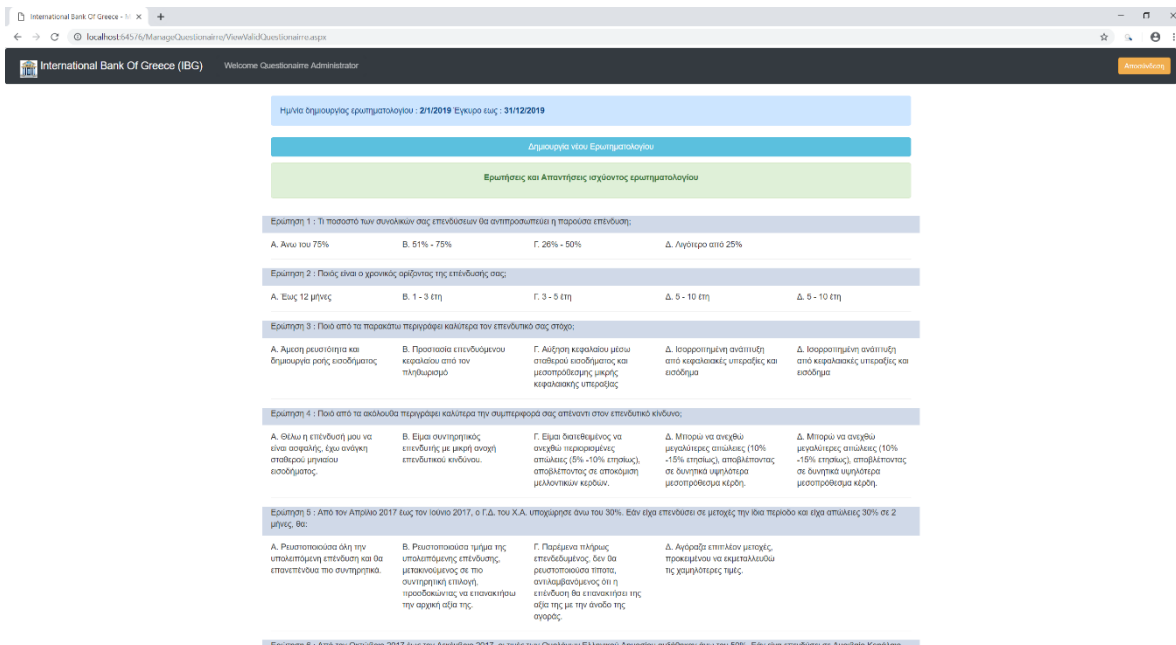 International Bank Of Greece - M
localhost:64576/ManageQuestionairre/ViewValidQuestionairre.aspx
International Bank Of Greece (IBG) Welcome Questionairre Administrator Αποσύνδεση
Ημ/νία δημιουργίας ερωτηματολογίου : 2/1/2019 Έγκυρο εως : 31/12/2019
Δημιουργία νέου Ερωτηματολογίου
Ερωτήσεις και Απαντήσεις ισχύοντος ερωτηματολογίου
Ερώτηση 1 : Τι ποσοστό των συνολικών σας επενδύσεων θα αντιπροσωπεύει η παρούσα επένδυση;
Α. Άνω του 75% Β. 51% - 75% Γ. 26% - 50% Δ. Λιγότερο από 25%
Ερώτηση 2 : Ποιός είναι ο χρονικός ορίζοντας της επένδυσής σας;
Α. Έως 12 μήνες Β. 1 - 3 έτη Γ. 3 - 5 έτη Δ. 5 - 10 έτη Δ. 5 - 10 έτη
Ερώτηση 3 : Ποιό από τα παρακάτω περιγράφει καλύτερα τον επενδυτικό σας στόχο;
Α. Άμεση ρευστότητα και
δημιουργία ροής εισοδήματος
Β. Προστασία επενδυόμενου
κεφαλαίου από τον
πληθωρισμό
Γ. Αύξηση κεφαλαίου μέσω
σταθερού εισοδήματος και
μεσοπρόθεσμης μικρής
κεφαλαιακής υπεραξίας
Δ. Ισορροπημένη ανάπτυξη
από κεφαλαιακές υπεραξίες και
εισόδημα
Δ. Ισορροπημένη ανάπτυξη
από κεφαλαιακές υπεραξίες και
εισόδημα
Ερώτηση 4 : Ποιό από τα ακόλουθα περιγράφει καλύτερα την συμπεριφορά σας απέναντι στον επενδυτικό κίνδυνο;
Α. Θέλω η επένδυσή μου να
είναι ασφαλής, έχω ανάγκη
σταθερού μηνιαίου
εισοδήματος.
Β. Είμαι συντηρητικός
επενδυτής με μικρή ανοχή
επενδυτικού κινδύνου.
Γ. Είμαι διατεθειμένος να
ανεχθώ περιορισμένες
απώλειες (5% -10% ετησίως),
αποβλέποντας σε αποκόμιση
μελλοντικών κερδών.
Δ. Μπορώ να ανεχθώ
μεγαλύτερες απώλειες (10%
-15% ετησίως), αποβλέποντας
σε δυνητικά υψηλότερα
μεσοπρόθεσμα κέρδη.
Δ. Μπορώ να ανεχθώ
μεγαλύτερες απώλειες (10%
-15% ετησίως), αποβλέποντας
σε δυνητικά υψηλότερα
μεσοπρόθεσμα κέρδη.
Ερώτηση 5 : Από τον Απρίλιο 2017 έως τον Ιούνιο 2017, ο Γ.Δ. του Χ.Α. υποχώρησε άνω του 30%. Εάν είχα επενδύσει σε μετοχές την ίδια περίοδο και είχα απώλειες 30% σε 2
μήνες, θα:
Α. Ρευστοποιούσα όλη την
υπολειπόμενη επένδυση και θα
επανεπένδυα πιο συντηρητικά.
Β. Ρευστοποιούσα τμήμα της
υπολειπόμενης επένδυσης,
μετακινούμενος σε πιο
συντηρητική επιλογή,
προσδοκώντας να επανακτήσω
την αρχική αξία της.
Γ. Παρέμενα πλήρως
επενδεδυμένος, δεν θα
ρευστοποιούσα τίποτα,
αντιλαμβανόμενος ότι η
επένδυση θα επανακτήσει της
αξία της με την άνοδο της
αγοράς.
Δ. Αγόραζα επιπλέον μετοχές,
προκειμένου να εκμεταλλευθώ
τις χαμηλότερες τιμές.